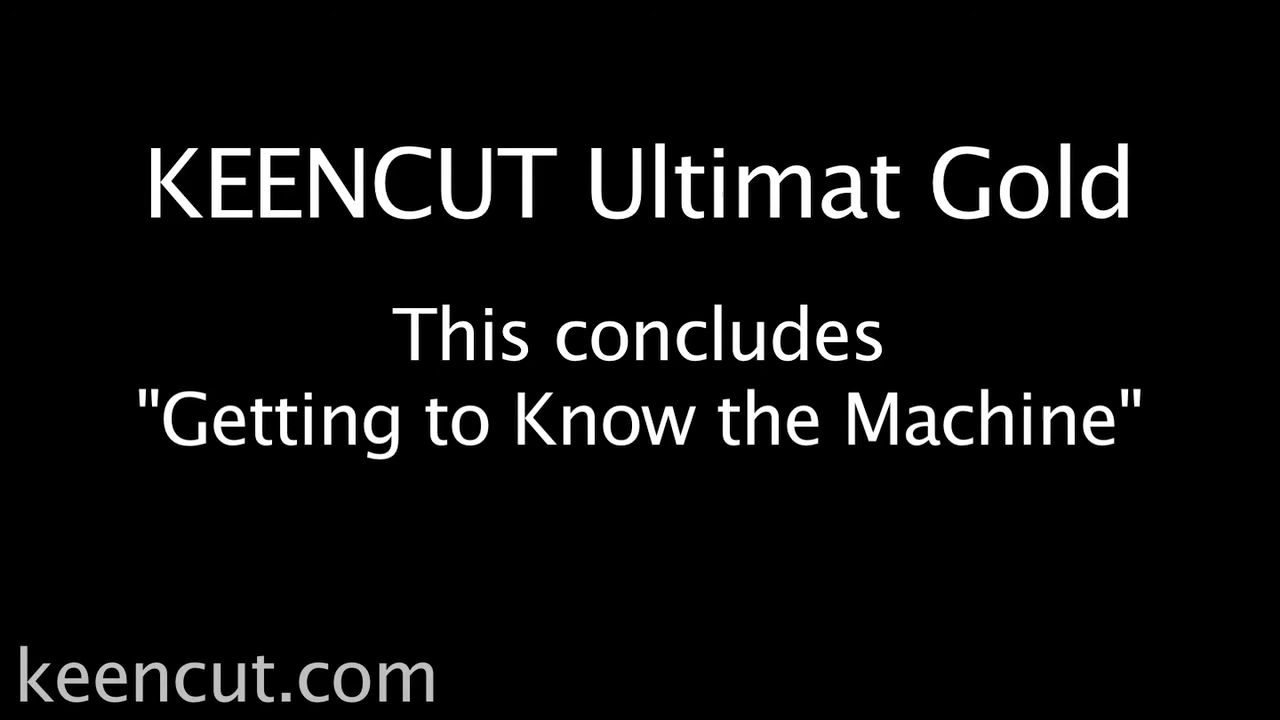 KEENCUT Ultimat Gold
This concludes
"Getting to Know the Machine"
keencut.com